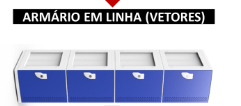 ARMÁRIO EM LINHA (VETORES)